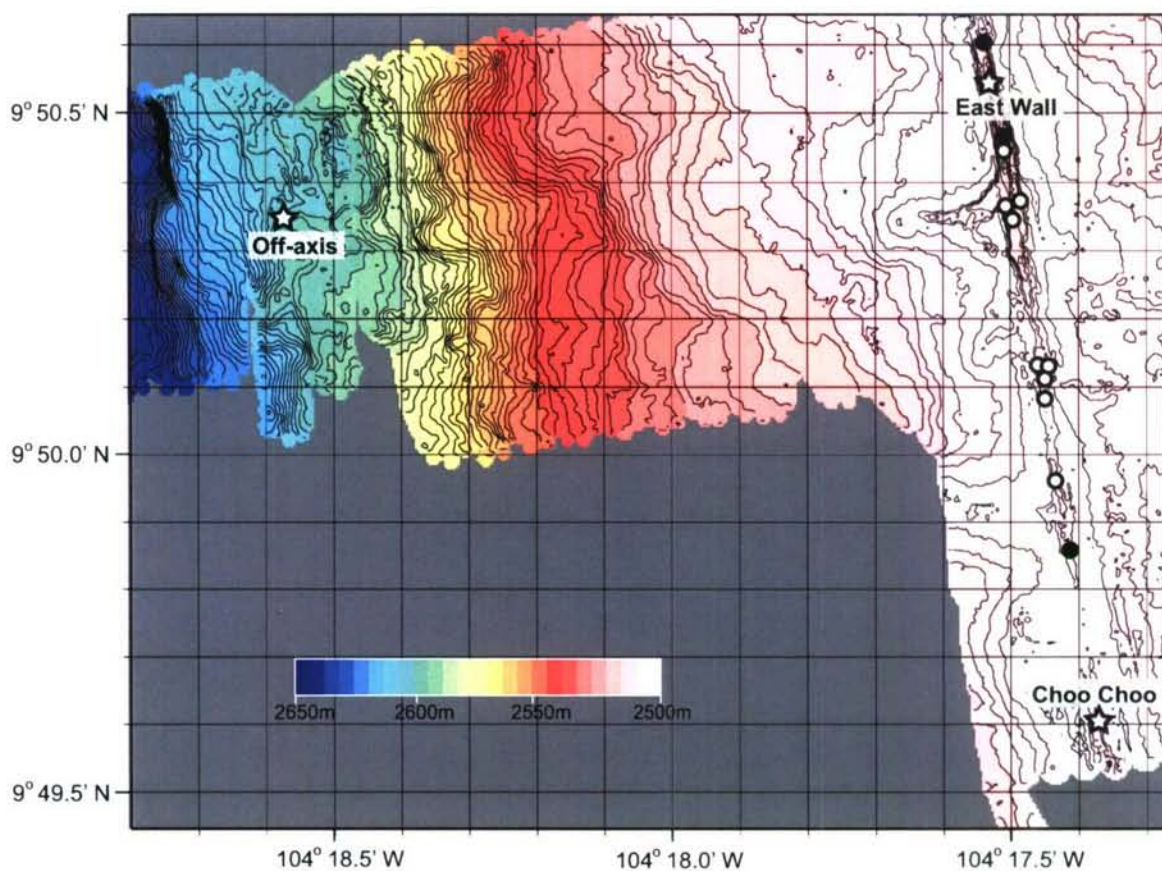 9° 50.5' N
East Wall
Off-axis
9° 50.0' N
2650m 2600m 2550m 2500m
Choo Choo
9° 49.5' N
104° 18.5' W 104° 18.0' W 104° 17.5' W